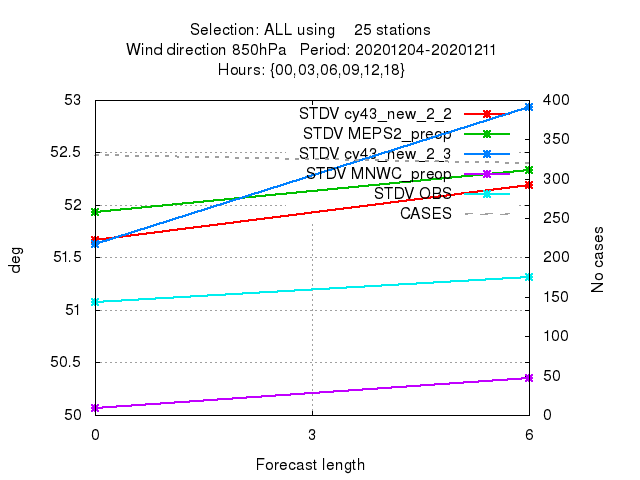 Selection: ALL using 25 stations
Wind direction 850hPa Period: 20201204-20201211
Hours: {00,03,06,09,12,18}
STDV cy43_new_2_2
STDV MEPS2_preop
STDV cy43_new_2_3
STDV MNWC_preop
STDV OBS
CASES
53
52.5
52
51.5
51
50.5
50
deg
400
350
300
250
200
150
100
50
0
No cases
0 3 6
Forecast length